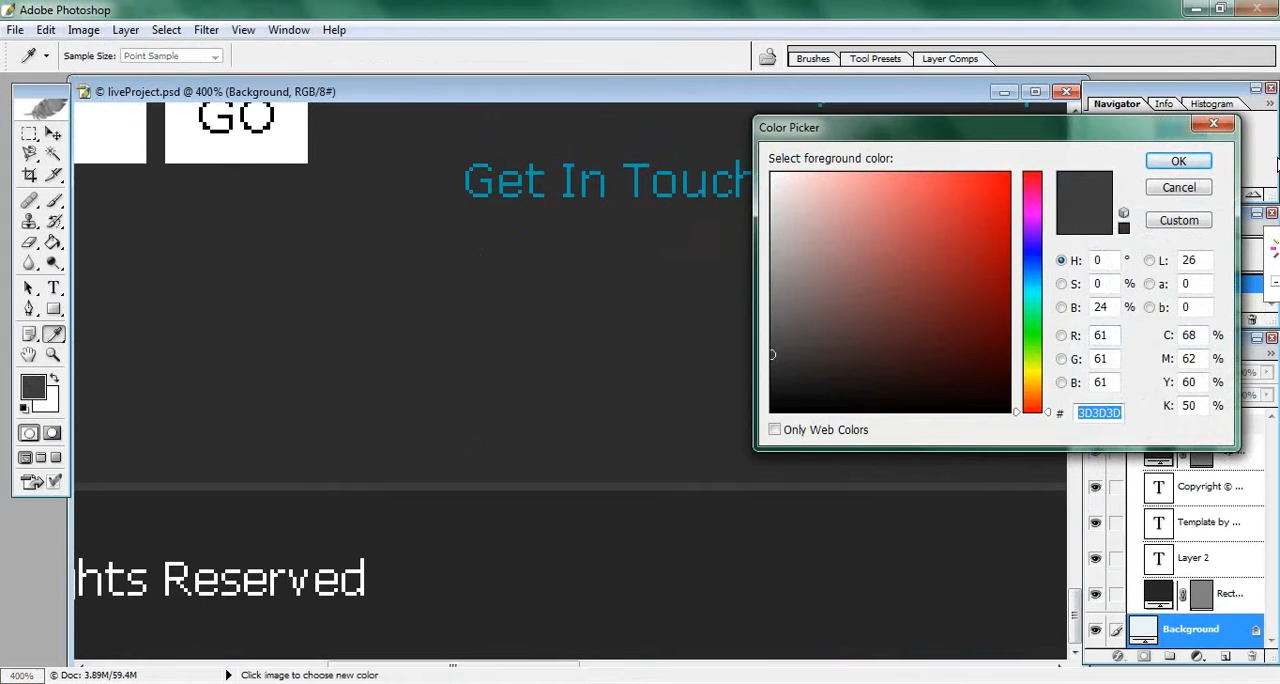 Adobe Photoshop
File Edit Image Layer Select Filter View Window Help
Sample Size: Point Sample
Brushes Tool Presets Layer Comps
© liveProject.psd @ 400% (Background, RGB/8#)
Navigator Info Histogram
GO
Get In Touch
Color Picker
Select foreground color:
OK
Cancel
Custom
H: 0 ° L: 26
S: 0 % a: 0
B: 24 % b: 0
R: 61 C: 68 %
G: 61 M: 62 %
B: 61 Y: 60 %
K: 50 %
# 3D3D3D
Only Web Colors
T Copyright © ...
T Template by ...
T Layer 2
Rect...
Background
hts Reserved
400% © Doc: 3.89M/59.4M Click image to choose new color